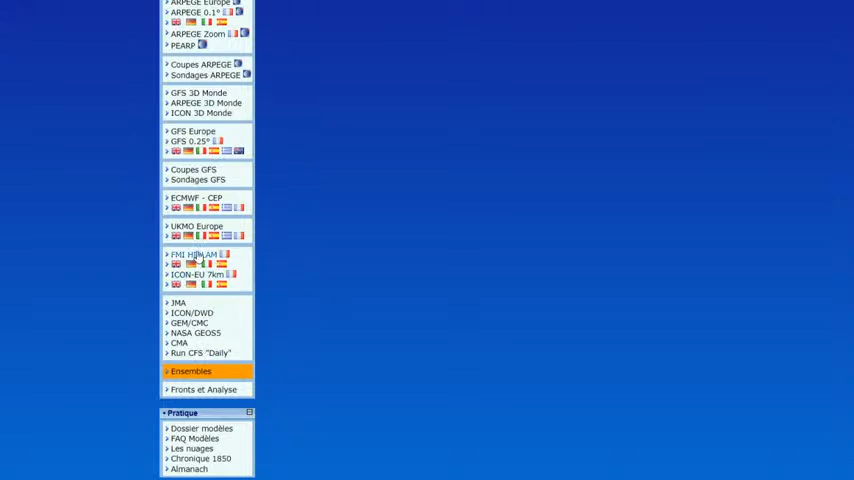 ARPEGE Europe
ARPEGE 0.1°
ARPEGE Zoom
PEARP
Coupes ARPEGE
Sondages ARPEGE
GFS 3D Monde
ARPEGE 3D Monde
ICON 3D Monde
GFS Europe
GFS 0.25°
Coupes GFS
Sondages GFS
ECMWF - CEP
UKMO Europe
FMI HIRLAM
ICON-EU 7km
JMA
ICON/DWD
GEM/CMC
NASA GEOS5
CMA
Run CFS "Daily"
Ensembles
Fronts et Analyse
Pratique
Dossier modèles
FAQ Modèles
Les nuages
Chronique 1850
Almanach